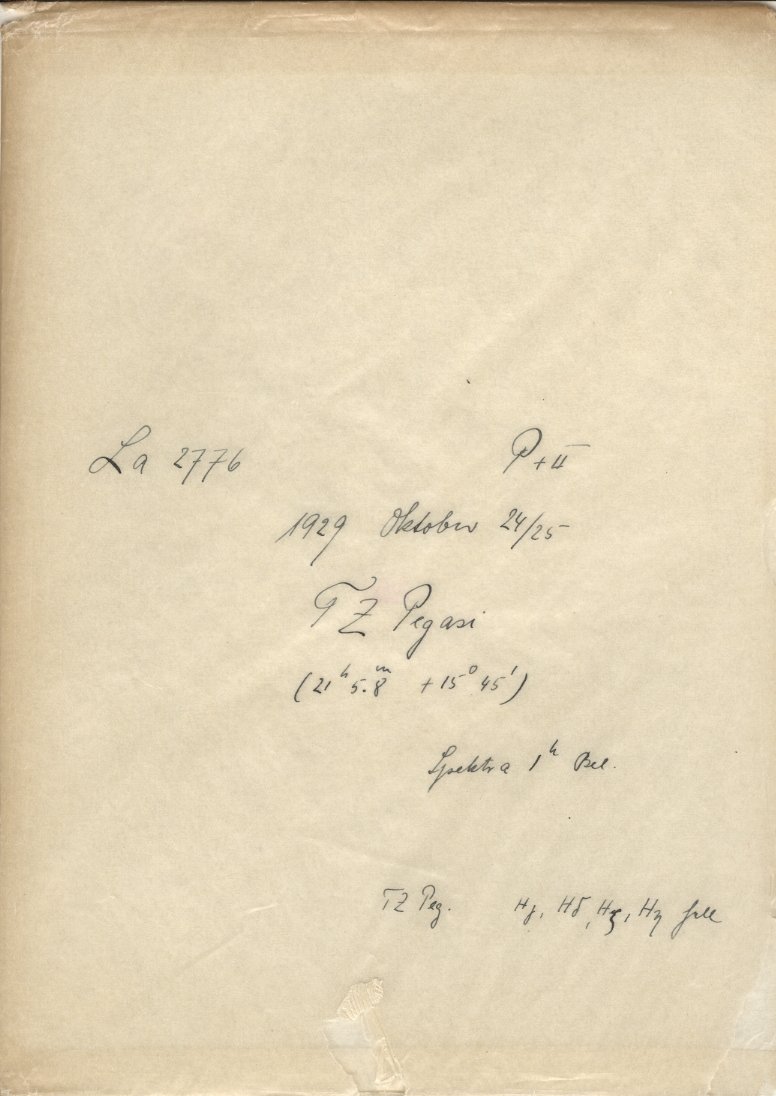 La 2776 P+II
1929 Oktober 24/25
TZ Pegasi
(21ʰ 5.8ᵐ +15° 45')
Spektra 1ʰ Bel.
TZ Peg. Hγ, Hδ, Hζ, Hη hell